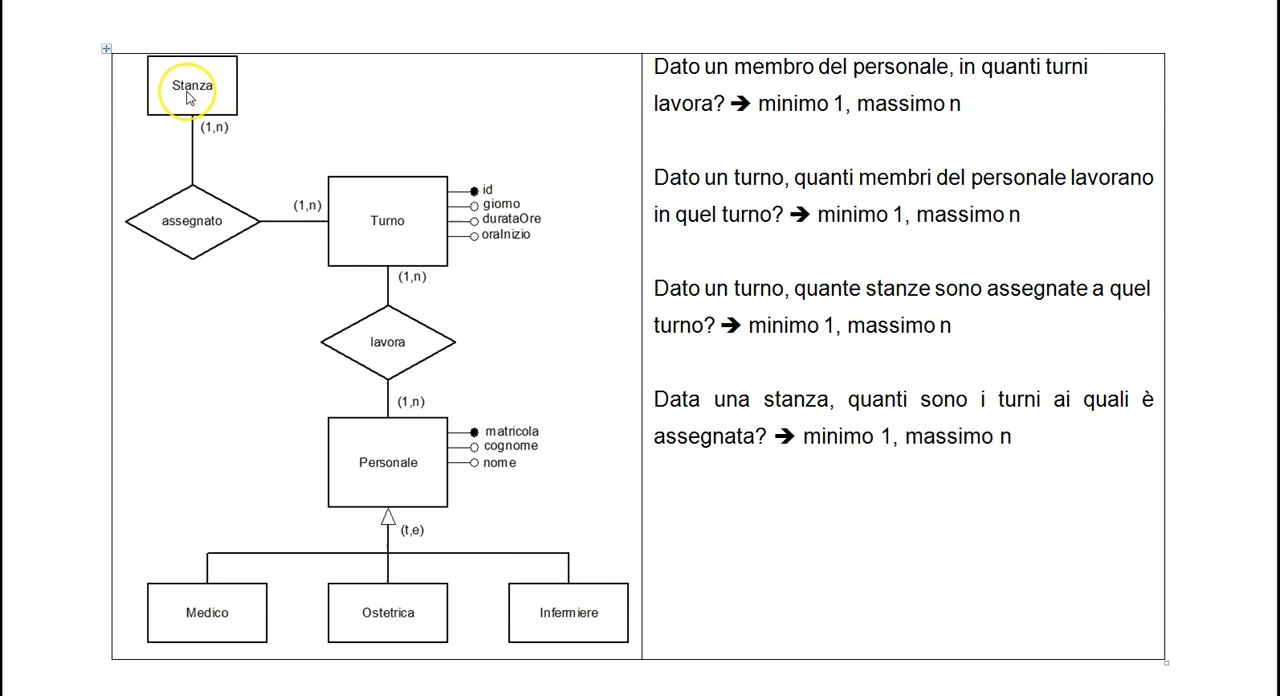 Stanza
(1,n)
assegnato
(1,n)
Turno
id
giorno
durataOre
oraInizio
(1,n)
lavora
(1,n)
Personale
matricola
cognome
nome
(t,e)
Medico
Ostetrica
Infermiere
Dato un membro del personale, in quanti turni
lavora? ➔ minimo 1, massimo n
Dato un turno, quanti membri del personale lavorano
in quel turno? ➔ minimo 1, massimo n
Dato un turno, quante stanze sono assegnate a quel
turno? ➔ minimo 1, massimo n
Data una stanza, quanti sono i turni ai quali è
assegnata? ➔ minimo 1, massimo n